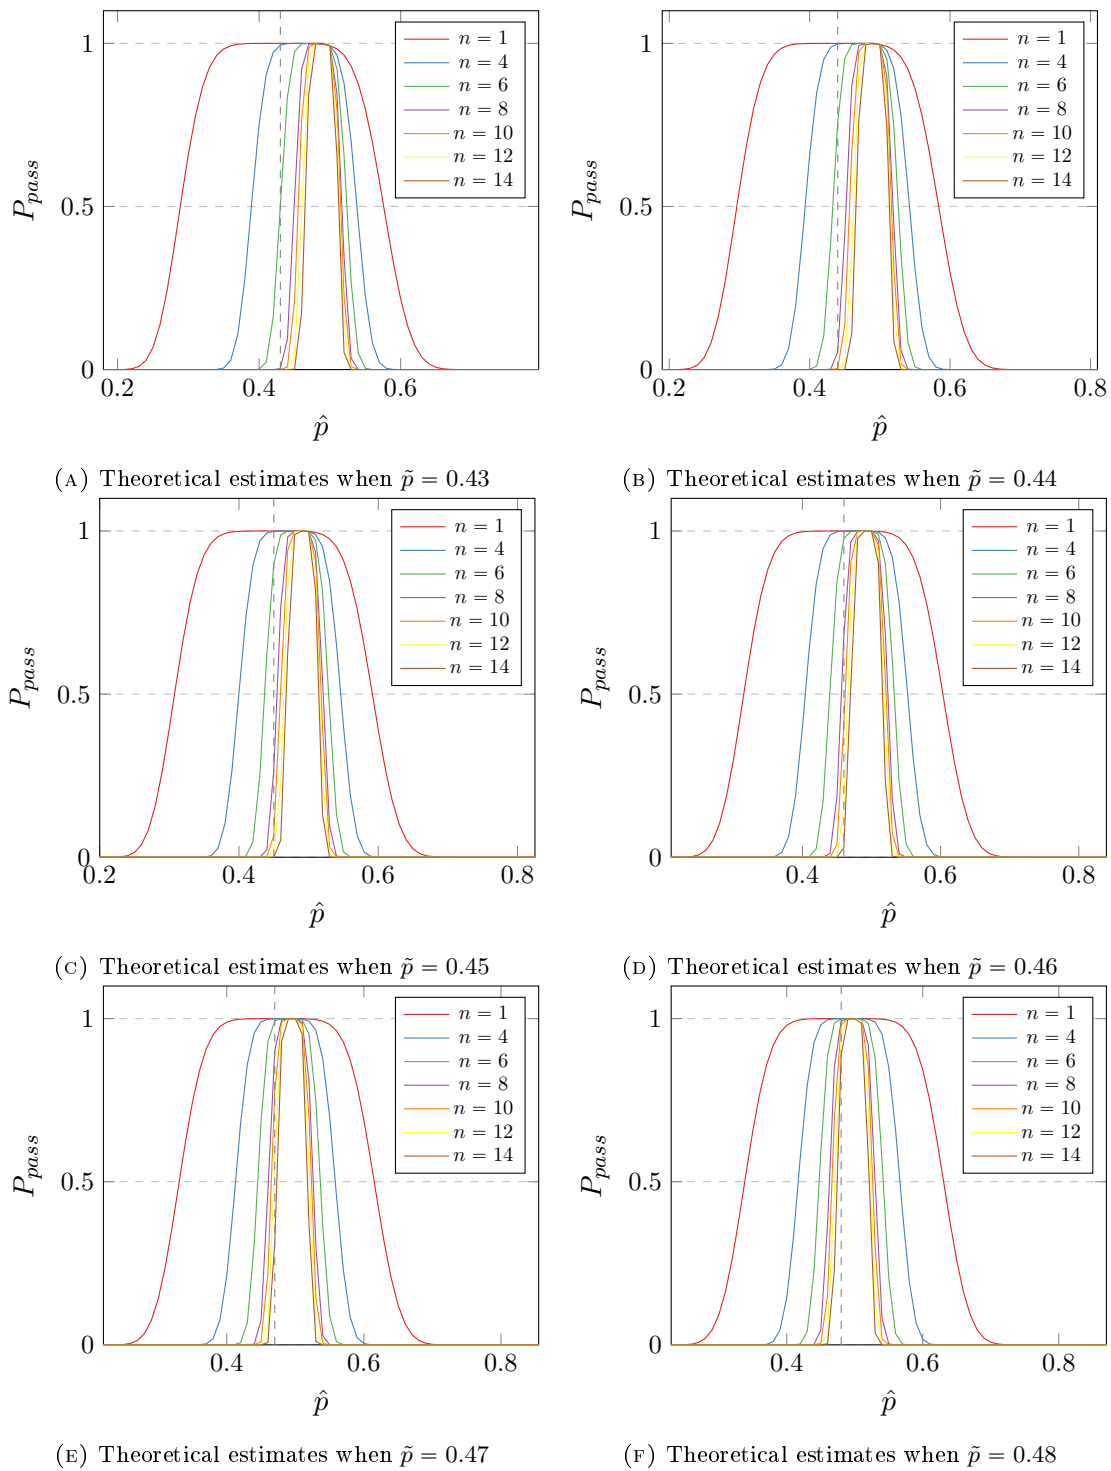 n = 1
n = 4
n = 6
n = 8
n = 10
n = 12
n = 14
1
0.5
0
0.2 0.4 0.6
P_pass
p̂
(A) Theoretical estimates when p̃ = 0.43
n = 1
n = 4
n = 6
n = 8
n = 10
n = 12
n = 14
1
0.5
0
0.2 0.4 0.6 0.8
P_pass
p̂
(B) Theoretical estimates when p̃ = 0.44
n = 1
n = 4
n = 6
n = 8
n = 10
n = 12
n = 14
1
0.5
0
0.2 0.4 0.6 0.8
P_pass
p̂
(C) Theoretical estimates when p̃ = 0.45
n = 1
n = 4
n = 6
n = 8
n = 10
n = 12
n = 14
1
0.5
0
0.4 0.6 0.8
P_pass
p̂
(D) Theoretical estimates when p̃ = 0.46
n = 1
n = 4
n = 6
n = 8
n = 10
n = 12
n = 14
1
0.5
0
0.4 0.6 0.8
P_pass
p̂
(E) Theoretical estimates when p̃ = 0.47
n = 1
n = 4
n = 6
n = 8
n = 10
n = 12
n = 14
1
0.5
0
0.4 0.6 0.8
P_pass
p̂
(F) Theoretical estimates when p̃ = 0.48